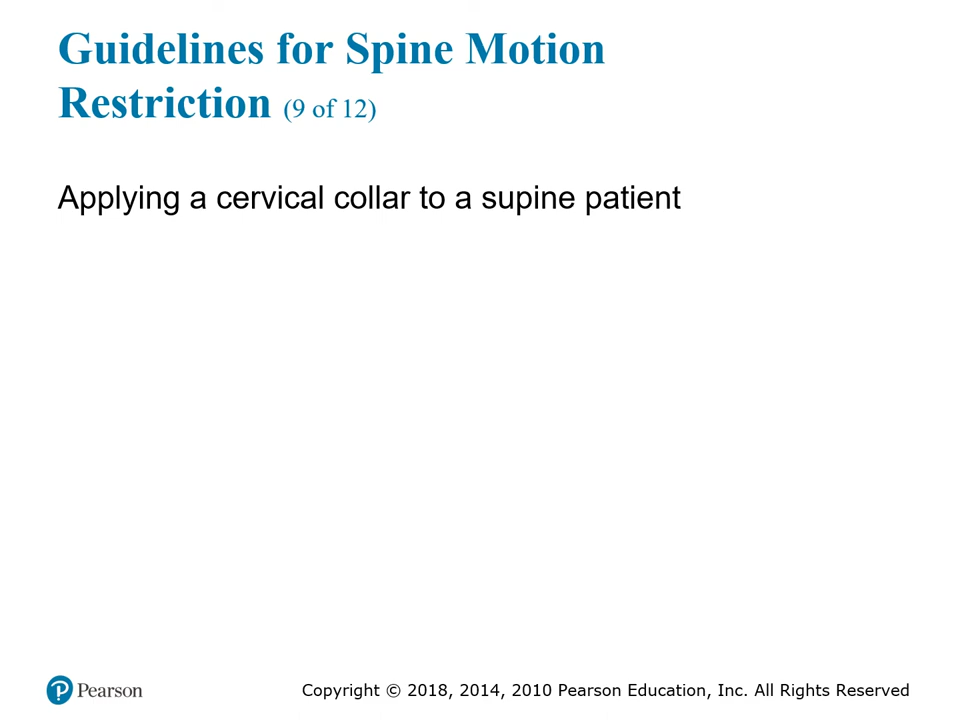 Guidelines for Spine Motion
Restriction (9 of 12)
Applying a cervical collar to a supine patient
Pearson
Copyright © 2018, 2014, 2010 Pearson Education, Inc. All Rights Reserved